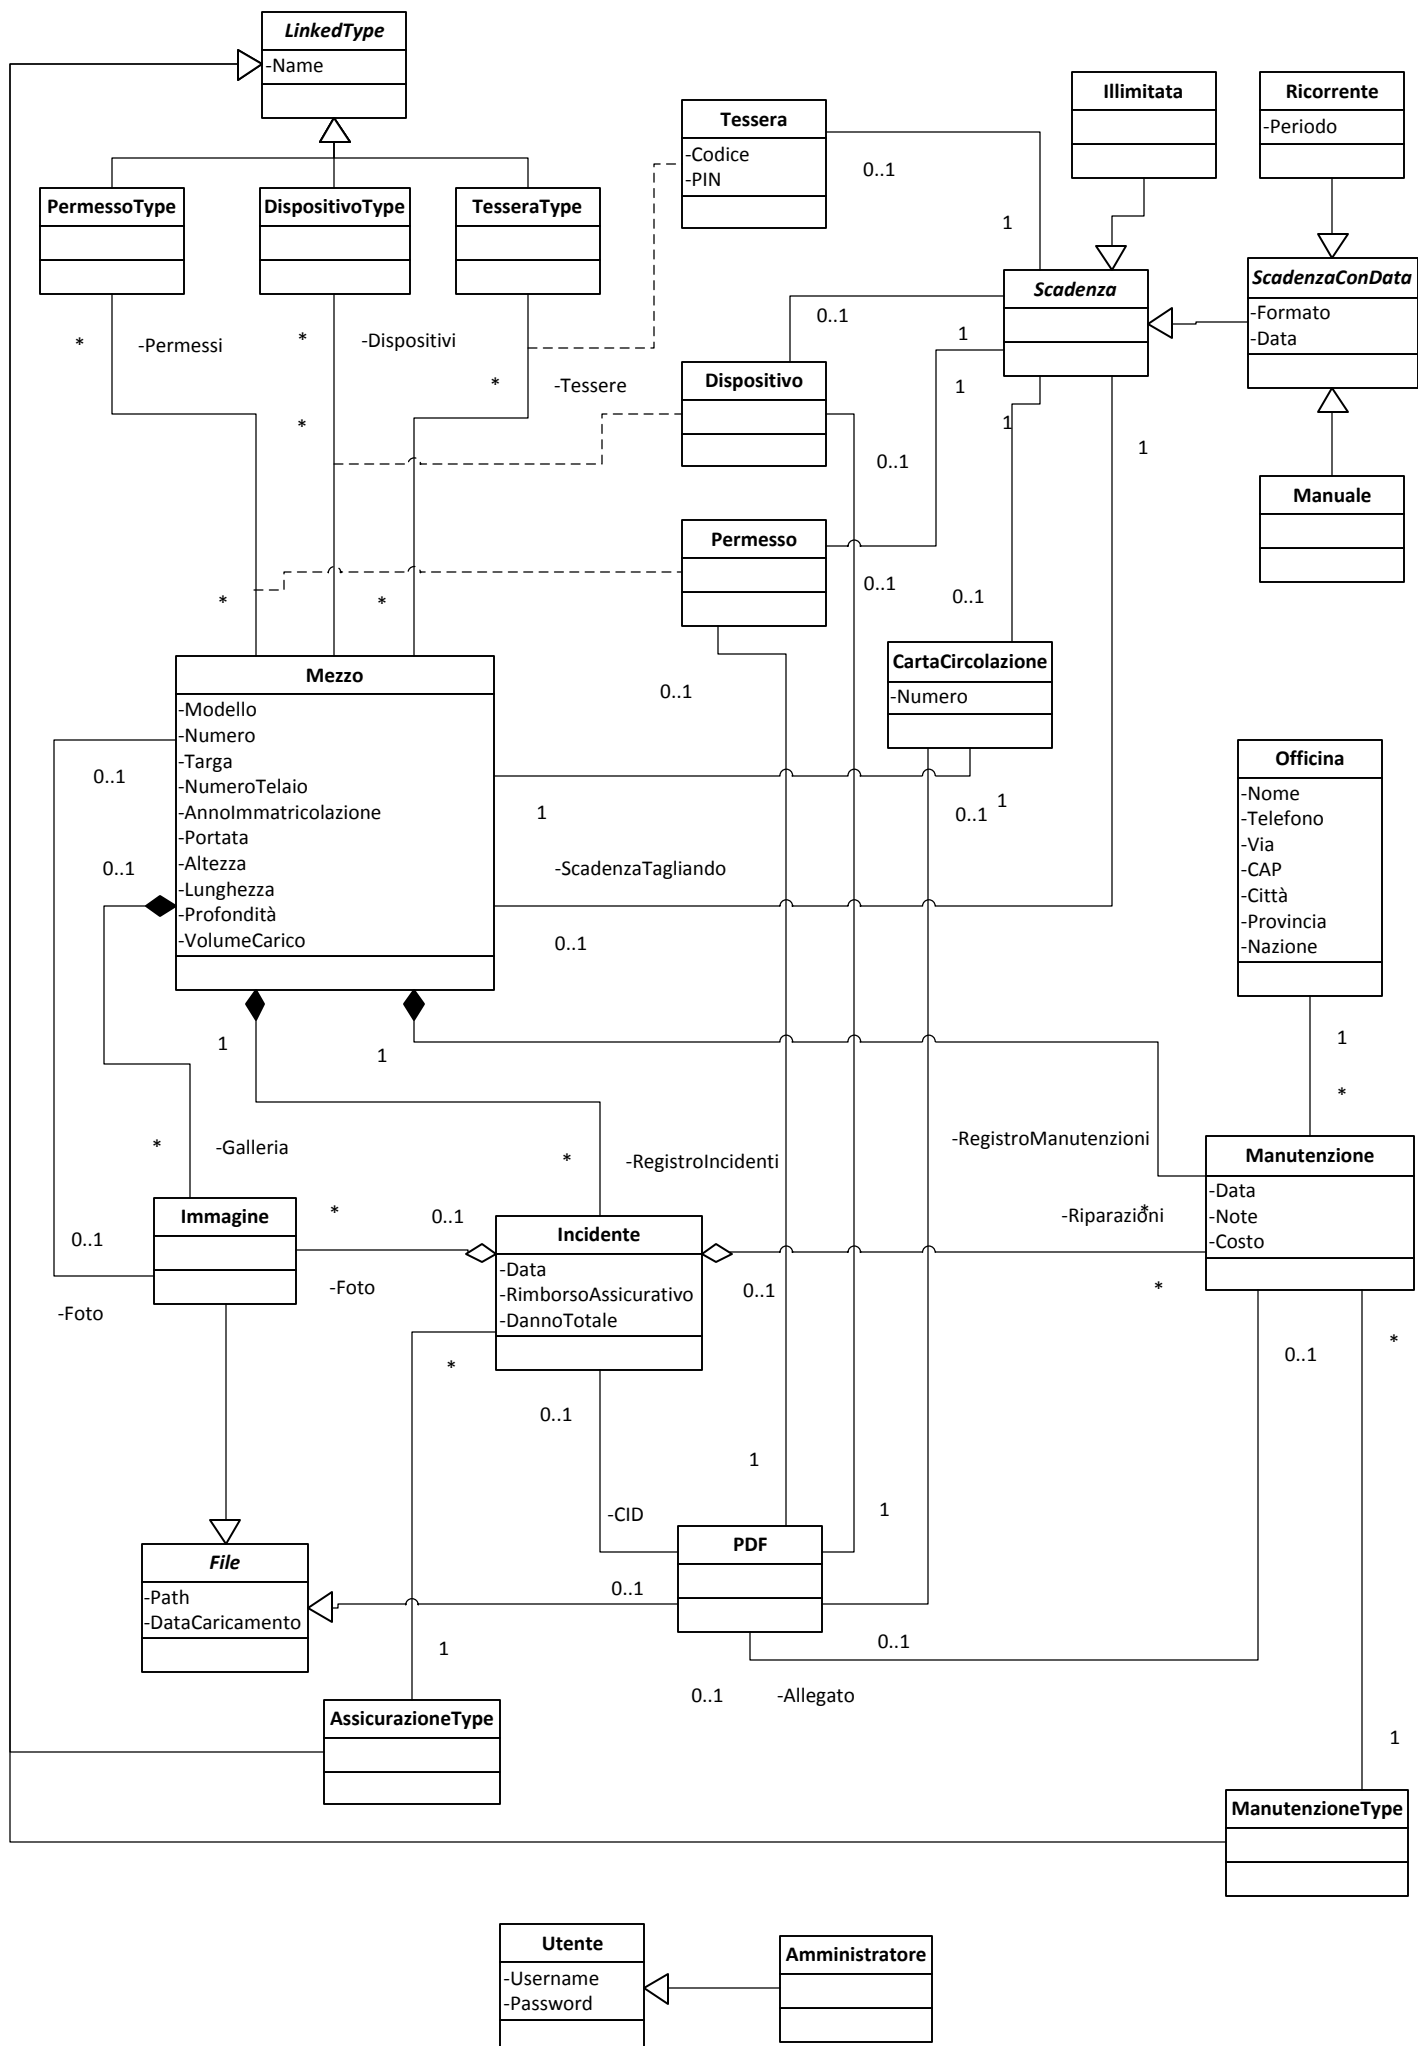 LinkedType
-Name
Illimitata
Ricorrente
-Periodo
Tessera
-Codice
-PIN
0..1
1
PermessoType
DispositivoType
TesseraType
Scadenza
ScadenzaConData
-Formato
-Data
*
-Permessi
*
-Dispositivi
*
-Tessere
*
0..1
1
1
1
1
Dispositivo
0..1
Manuale
Permesso
0..1
0..1
*
*
0..1
Mezzo
-Modello
-Numero
-Targa
-NumeroTelaio
-AnnoImmatricolazione
-Portata
-Altezza
-Lunghezza
-Profondità
-VolumeCarico
CartaCircolazione
-Numero
Officina
-Nome
-Telefono
-Via
-CAP
-Città
-Provincia
-Nazione
0..1
0..1
1
0..1
1
-ScadenzaTagliando
0..1
1
1
1
*
*
-Galleria
*
-RegistroIncidenti
-RegistroManutenzioni
Manutenzione
-Data
-Note
-Costo
-Riparazioni
*
Immagine
*
0..1
Incidente
-Data
-RimborsoAssicurativo
-DannoTotale
0..1
-Foto
-Foto
0..1
*
*
0..1
0..1
*
1
-CID
1
PDF
File
-Path
-DataCaricamento
0..1
1
0..1
0..1
-Allegato
AssicurazioneType
1
ManutenzioneType
Utente
-Username
-Password
Amministratore